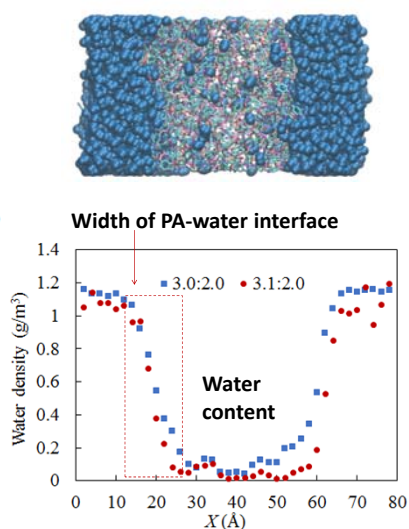 Width of PA-water interface
1.4
1.2
1
0.8
0.6
0.4
0.2
0
Water density (g/m³)
3.0:2.0 3.1:2.0
Water
content
0 10 20 30 40 50 60 70 80
X (Å)